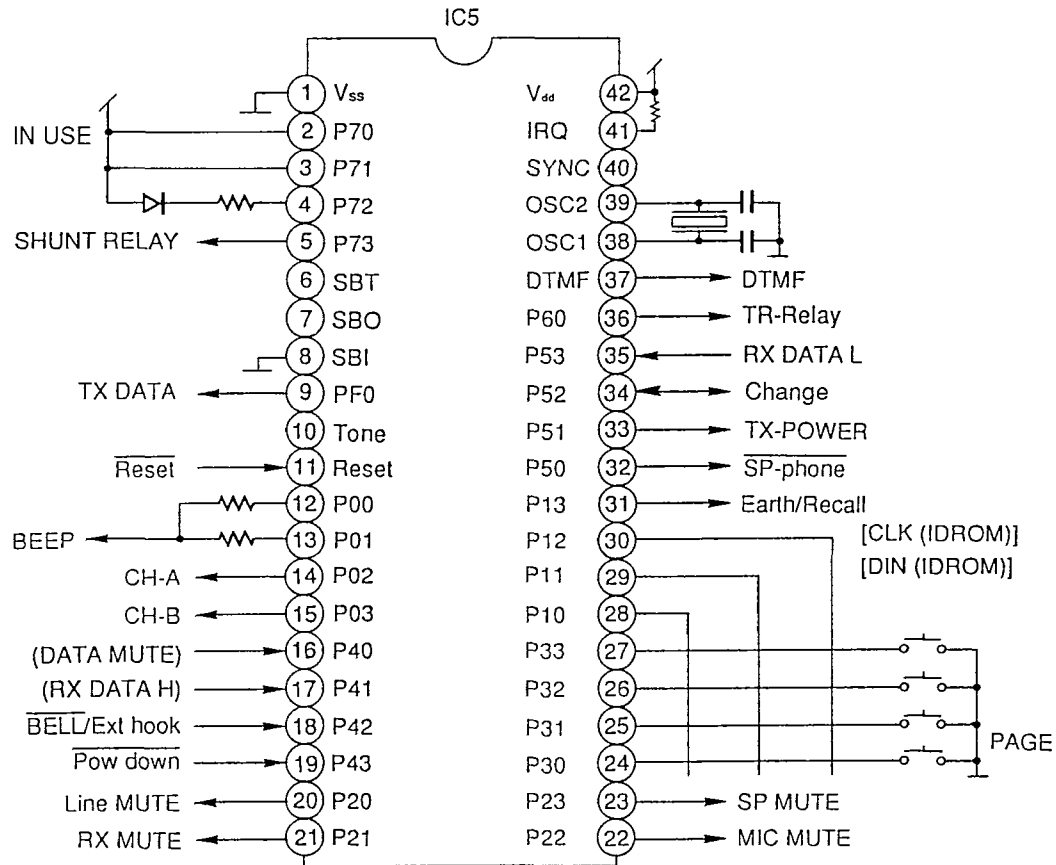 IC5
1 Vss
Vdd 42
IN USE
2 P70
IRQ 41
3 P71
SYNC 40
4 P72
OSC2 39
SHUNT RELAY
5 P73
OSC1 38
6 SBT
DTMF 37 DTMF
7 SBO
P60 36 TR-Relay
8 SBI
P53 35 RX DATA L
TX DATA 9 PF0
P52 34 Change
10 Tone
P51 33 TX-POWER
Reset 11 Reset
P50 32 SP-phone
12 P00
P13 31 Earth/Recall
BEEP 13 P01
P12 30 [CLK (IDROM)]
[DIN (IDROM)]
CH-A 14 P02
P11 29
CH-B 15 P03
P10 28
(DATA MUTE) 16 P40
P33 27
(RX DATA H) 17 P41
P32 26
BELL/Ext hook 18 P42
P31 25
PAGE
Pow down 19 P43
P30 24
Line MUTE 20 P20
P23 23 SP MUTE
RX MUTE 21 P21
P22 22 MIC MUTE